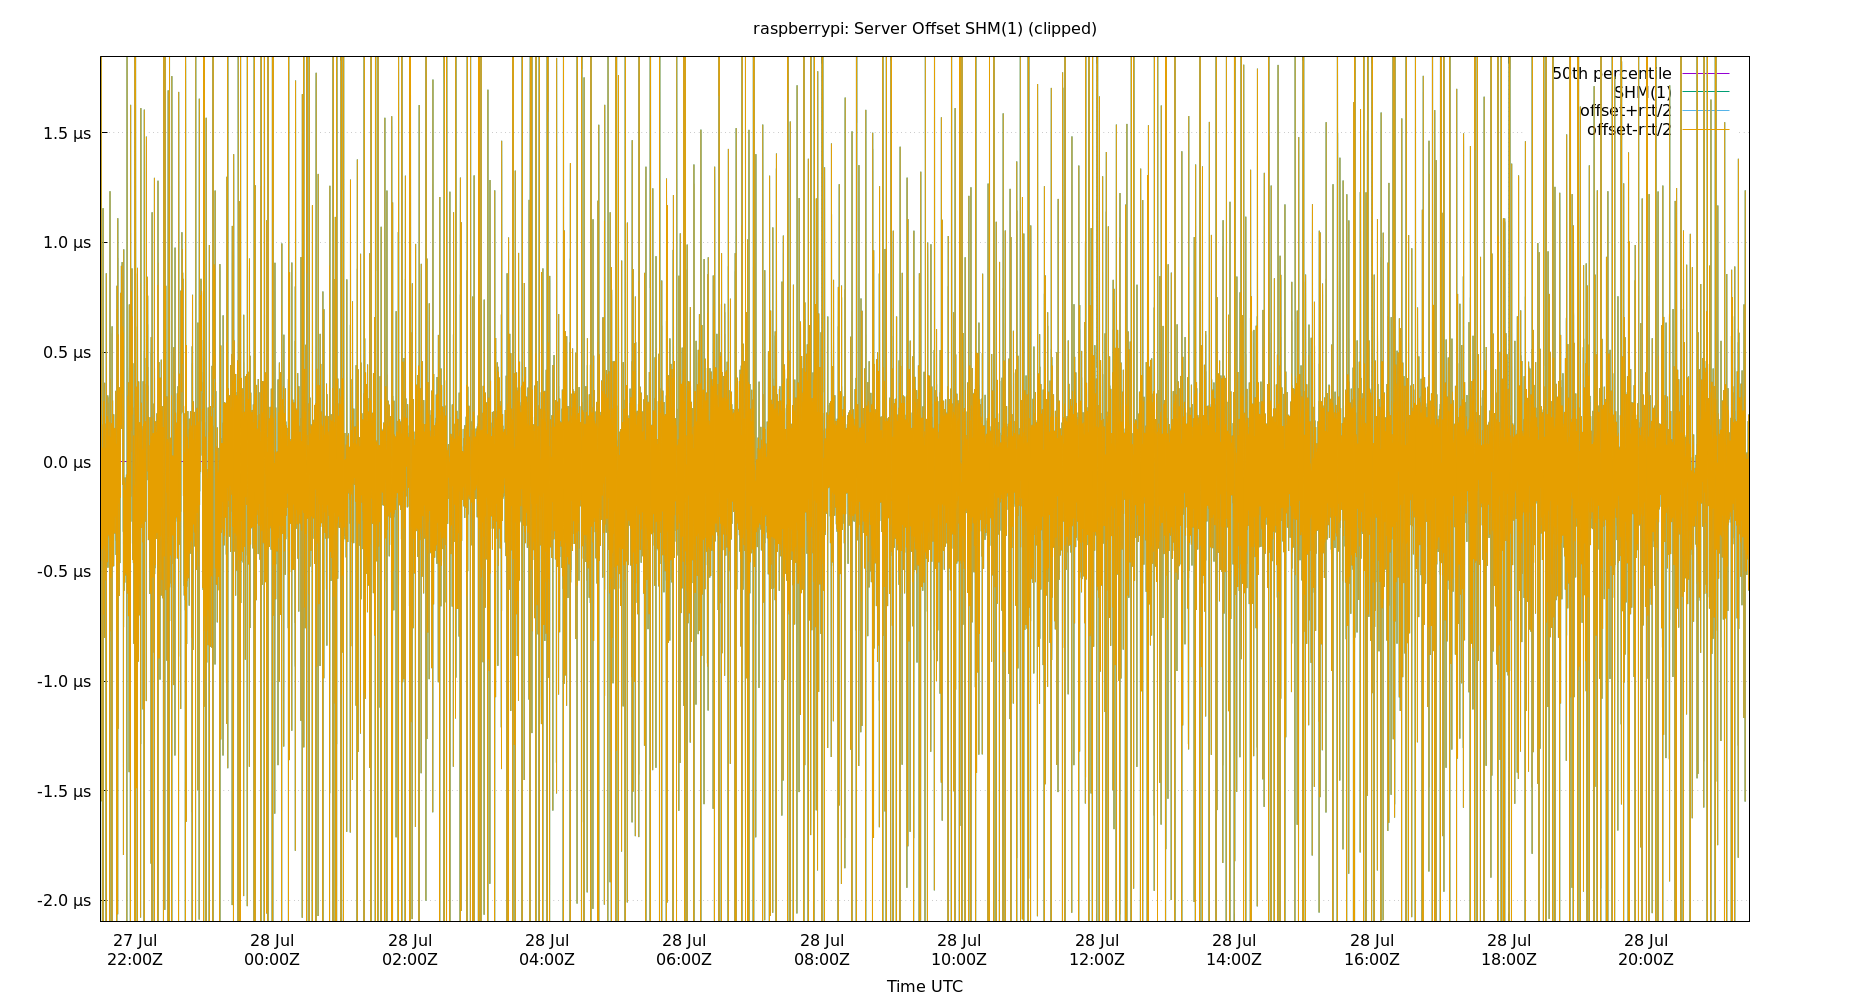 raspberrypi: Server Offset SHM(1) (clipped)
50th percentile
SHM(1)
offset+rtt/2
offset-rtt/2
1.5 µs
1.0 µs
0.5 µs
0.0 µs
-0.5 µs
-1.0 µs
-1.5 µs
-2.0 µs
27 Jul 28 Jul 28 Jul 28 Jul 28 Jul 28 Jul 28 Jul 28 Jul 28 Jul 28 Jul 28 Jul 28 Jul
22:00Z 00:00Z 02:00Z 04:00Z 06:00Z 08:00Z 10:00Z 12:00Z 14:00Z 16:00Z 18:00Z 20:00Z
Time UTC